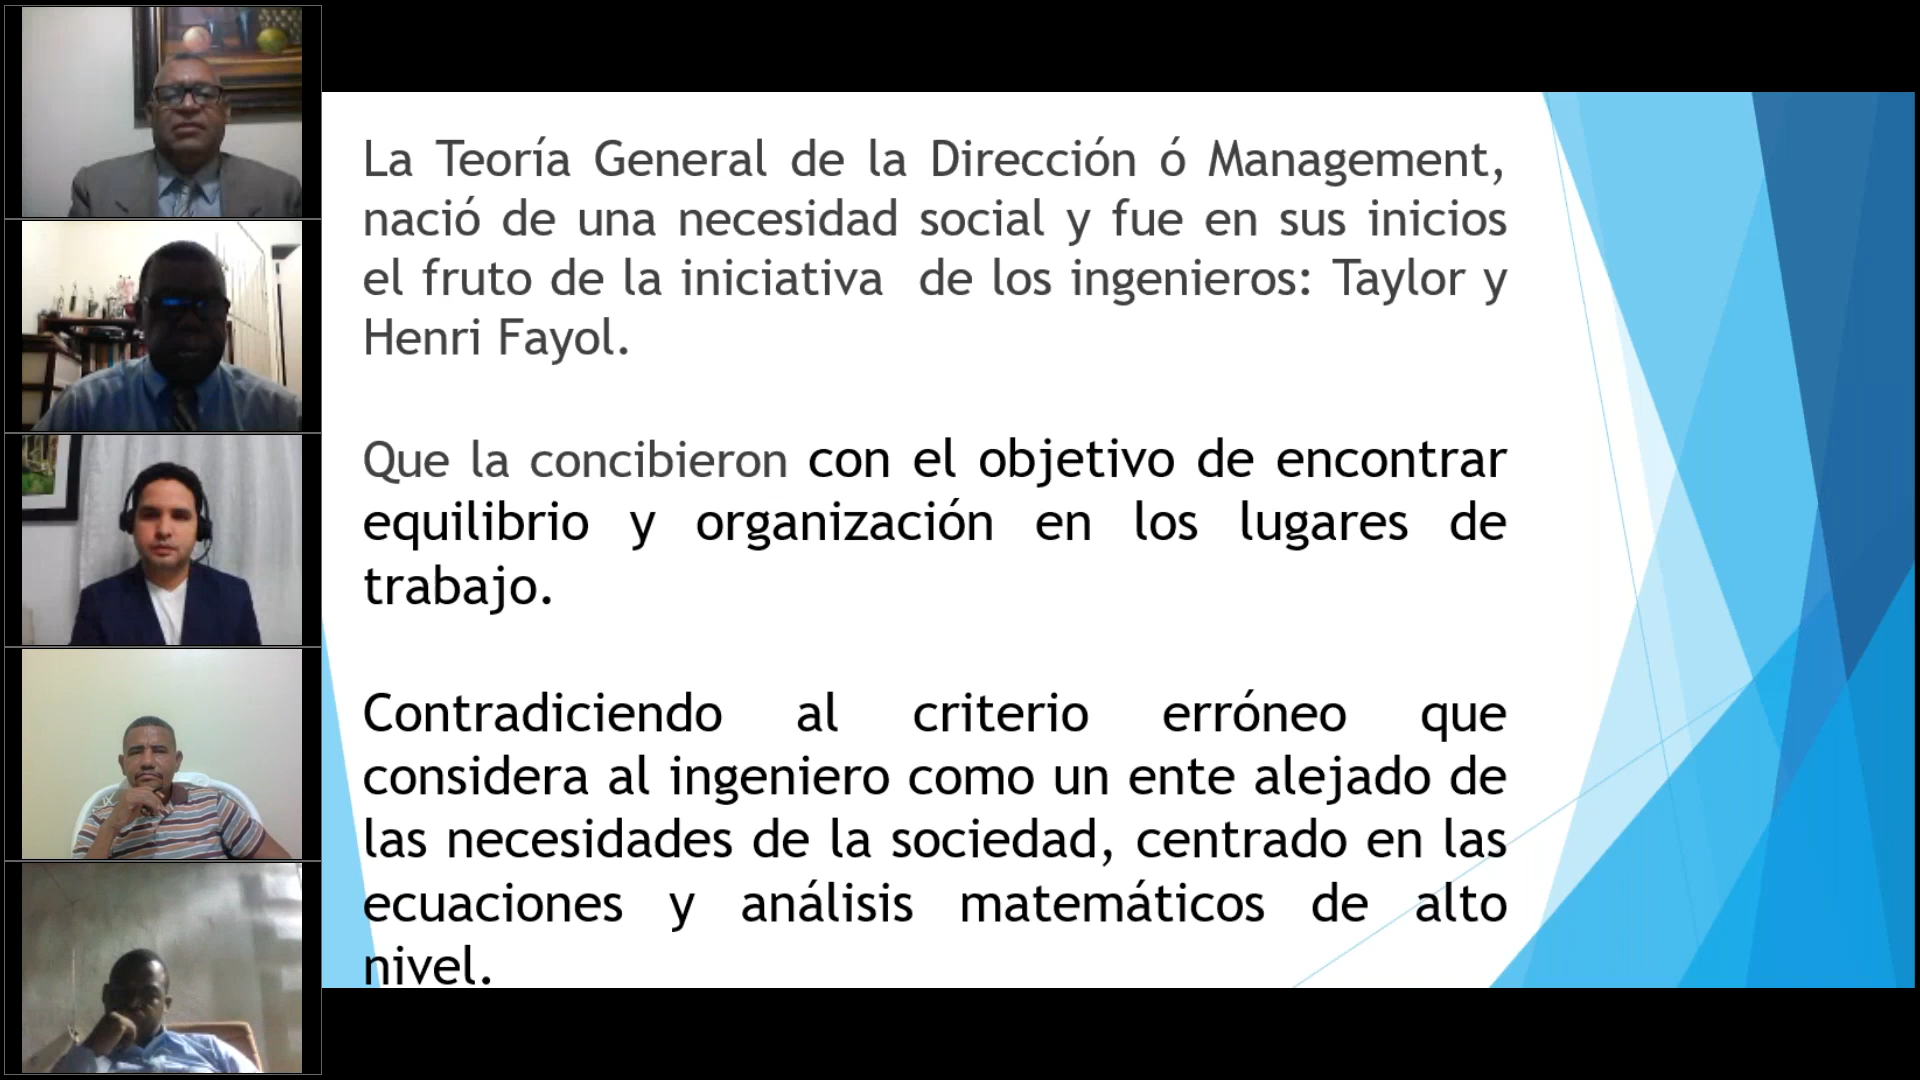 La Teoría General de la Dirección ó Management,
nació de una necesidad social y fue en sus inicios
el fruto de la iniciativa de los ingenieros: Taylor y
Henri Fayol.
Que la concibieron con el objetivo de encontrar
equilibrio y organización en los lugares de
trabajo.
Contradiciendo al criterio erróneo que
considera al ingeniero como un ente alejado de
las necesidades de la sociedad, centrado en las
ecuaciones y análisis matemáticos de alto
nivel.